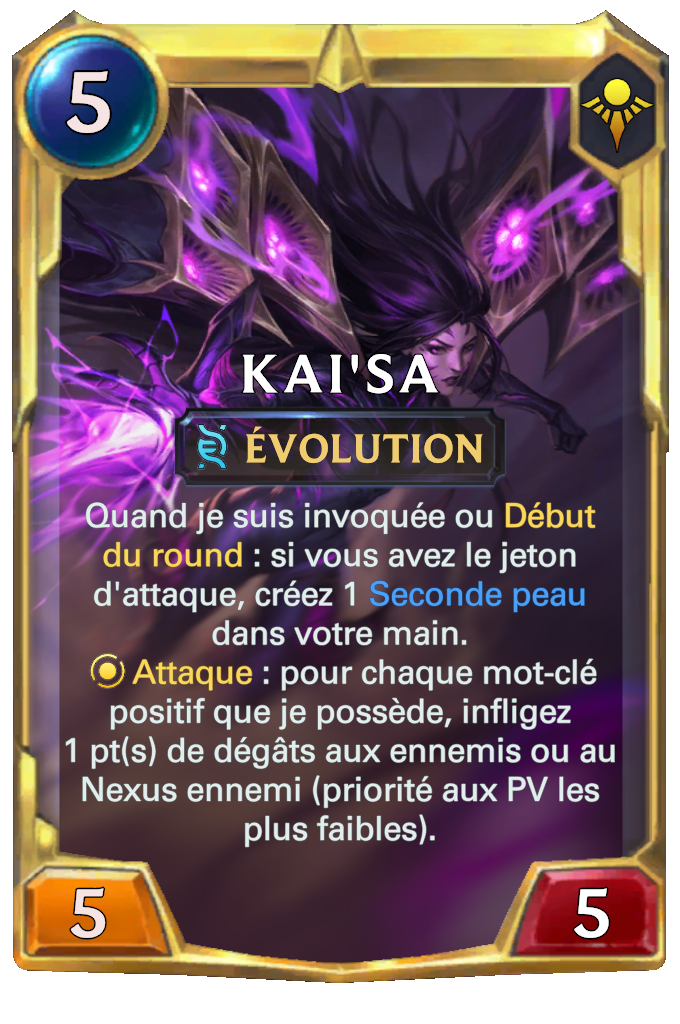 5
KAI'SA
ÉVOLUTION
Quand je suis invoquée ou Début
du round : si vous avez le jeton
d'attaque, créez 1 Seconde peau
dans votre main.
Attaque : pour chaque mot-clé
positif que je possède, infligez
1 pt(s) de dégâts aux ennemis ou au
Nexus ennemi (priorité aux PV les
plus faibles).
5
5